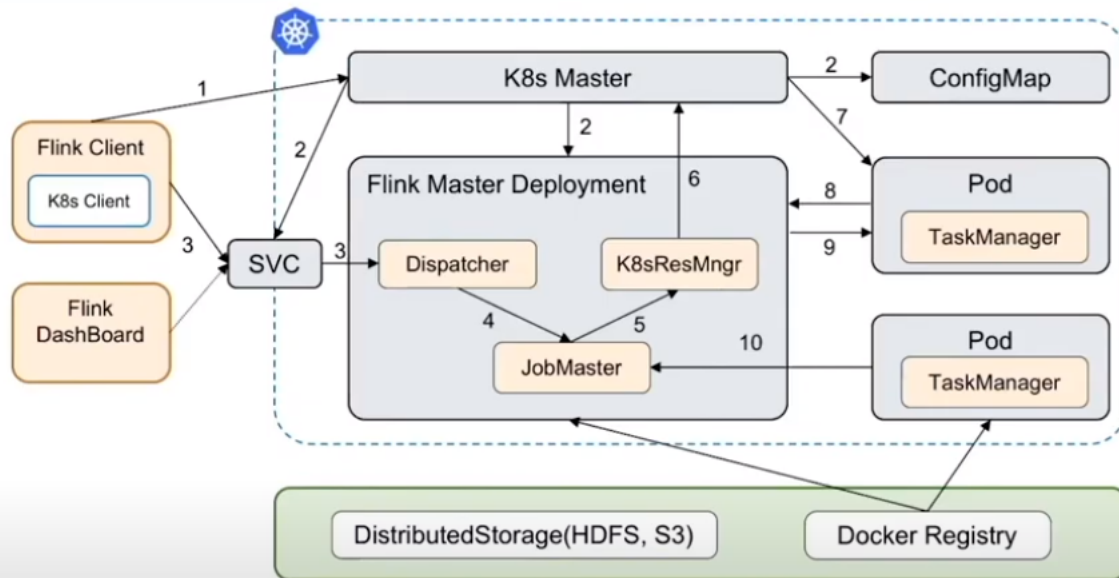 1
K8s Master
2
ConfigMap
2
2
7
Flink Client
K8s Client
3
Flink
DashBoard
SVC
3
Flink Master Deployment
6
Dispatcher
K8sResMngr
4
5
JobMaster
8
9
Pod
TaskManager
10
Pod
TaskManager
DistributedStorage(HDFS, S3)
Docker Registry